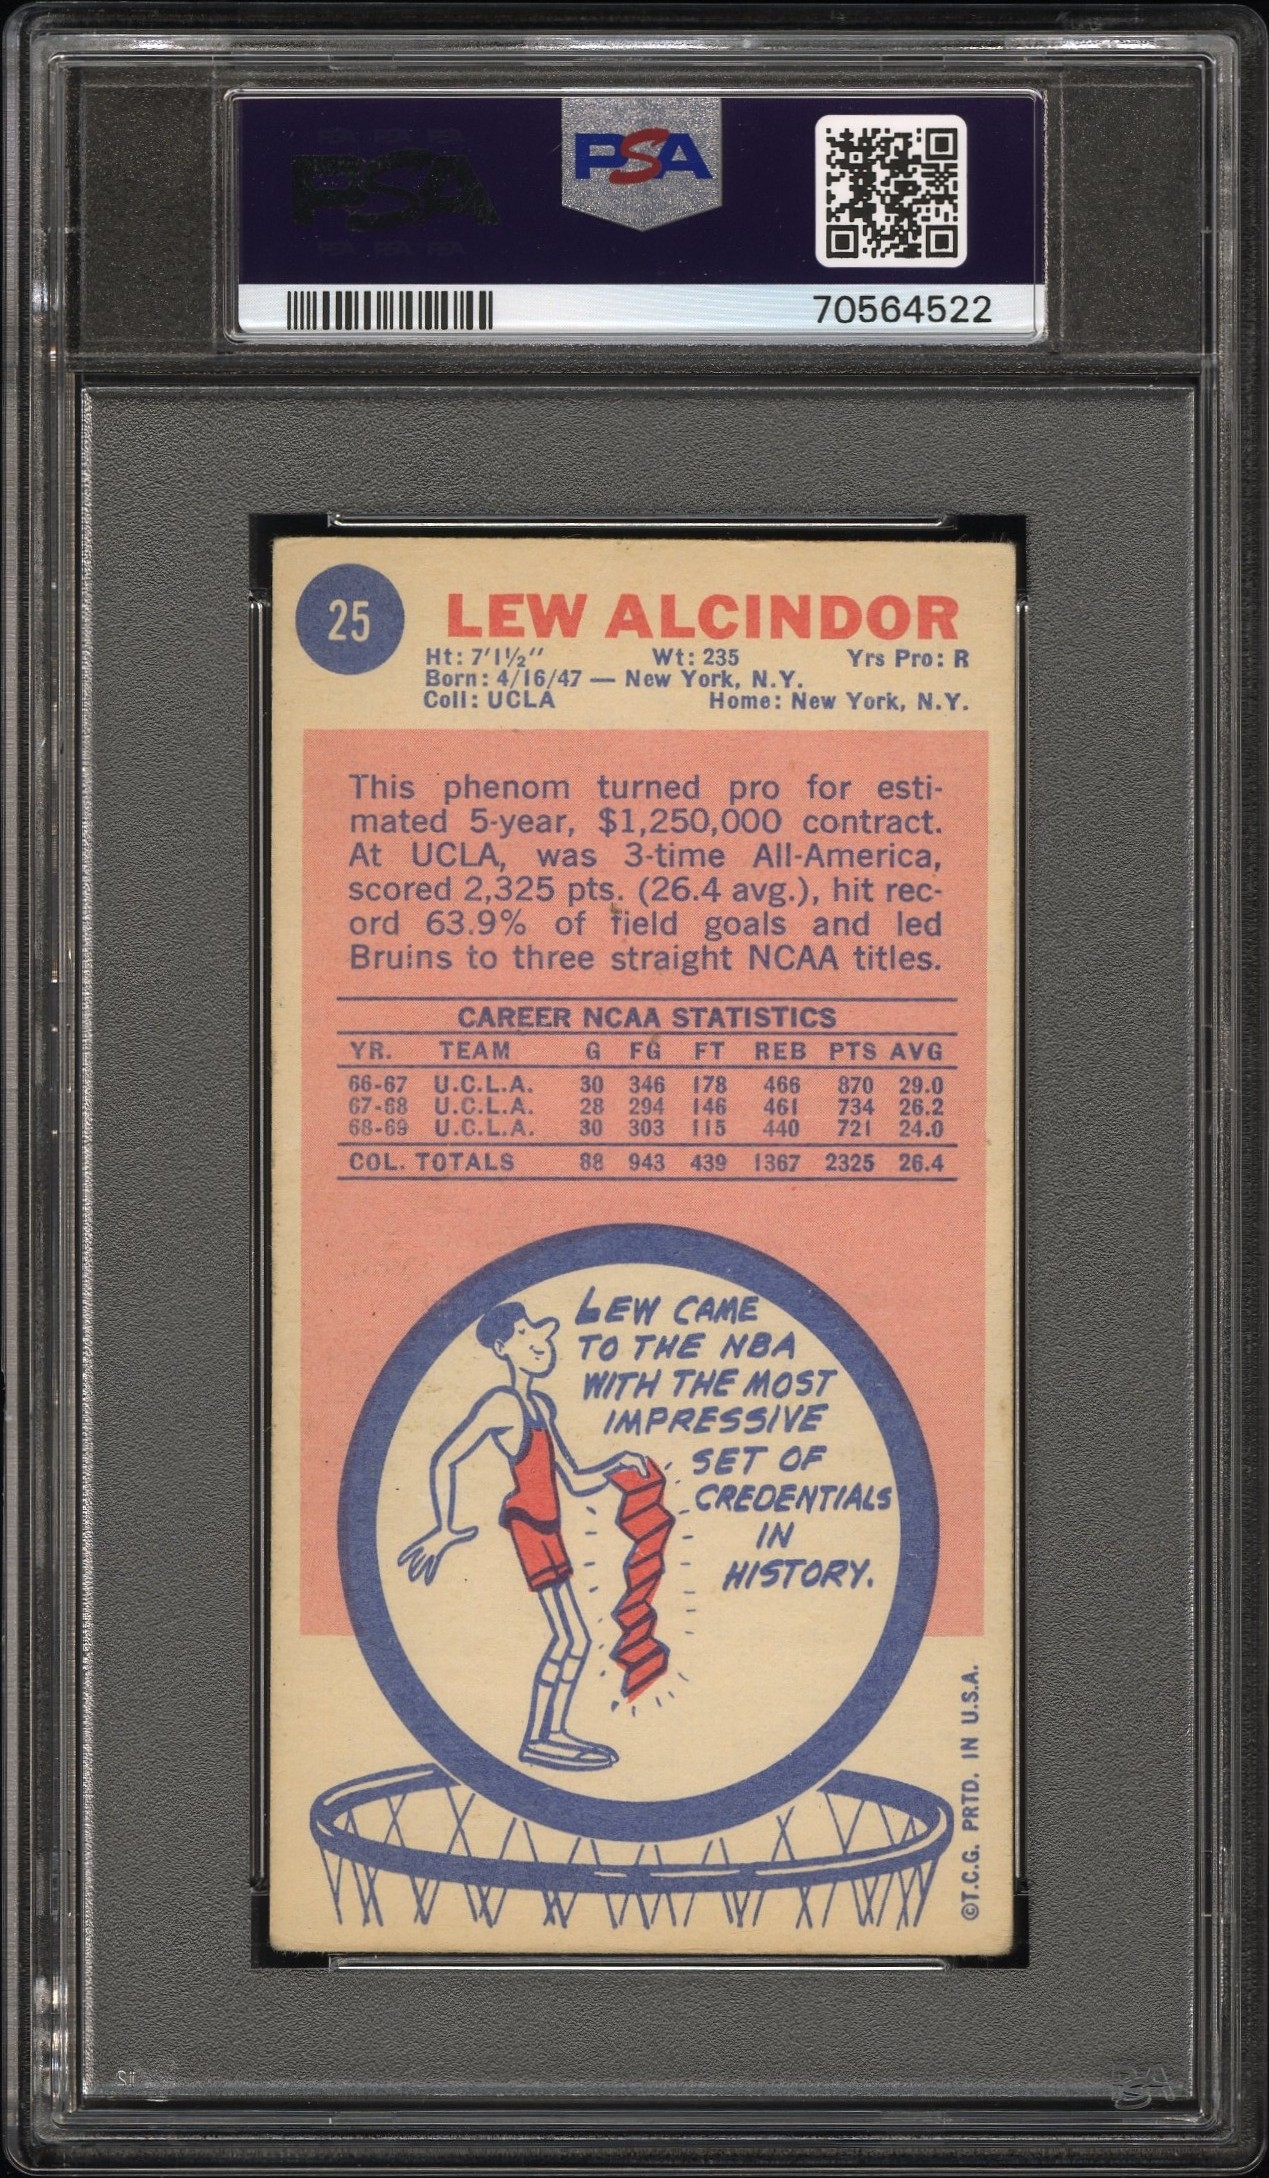 PSA
PSA
70564522
25
LEW ALCINDOR
Ht: 7'1½" Wt: 235 Yrs Pro: R
Born: 4/16/47 — New York, N.Y.
Coll: UCLA Home: New York, N.Y.
This phenom turned pro for esti-
mated 5-year, $1,250,000 contract.
At UCLA, was 3-time All-America,
scored 2,325 pts. (26.4 avg.), hit rec-
ord 63.9% of field goals and led
Bruins to three straight NCAA titles.
CAREER NCAA STATISTICS
YR. TEAM G FG FT REB PTS AVG
66-67 U.C.L.A. 30 346 178 466 870 29.0
67-68 U.C.L.A. 28 294 146 461 734 26.2
68-69 U.C.L.A. 30 303 115 440 721 24.0
COL. TOTALS 88 943 439 1367 2325 26.4
LEW CAME
TO THE NBA
WITH THE MOST
IMPRESSIVE
SET OF
CREDENTIALS
IN
HISTORY.
©T.C.G. PRTD. IN U.S.A.
PSA